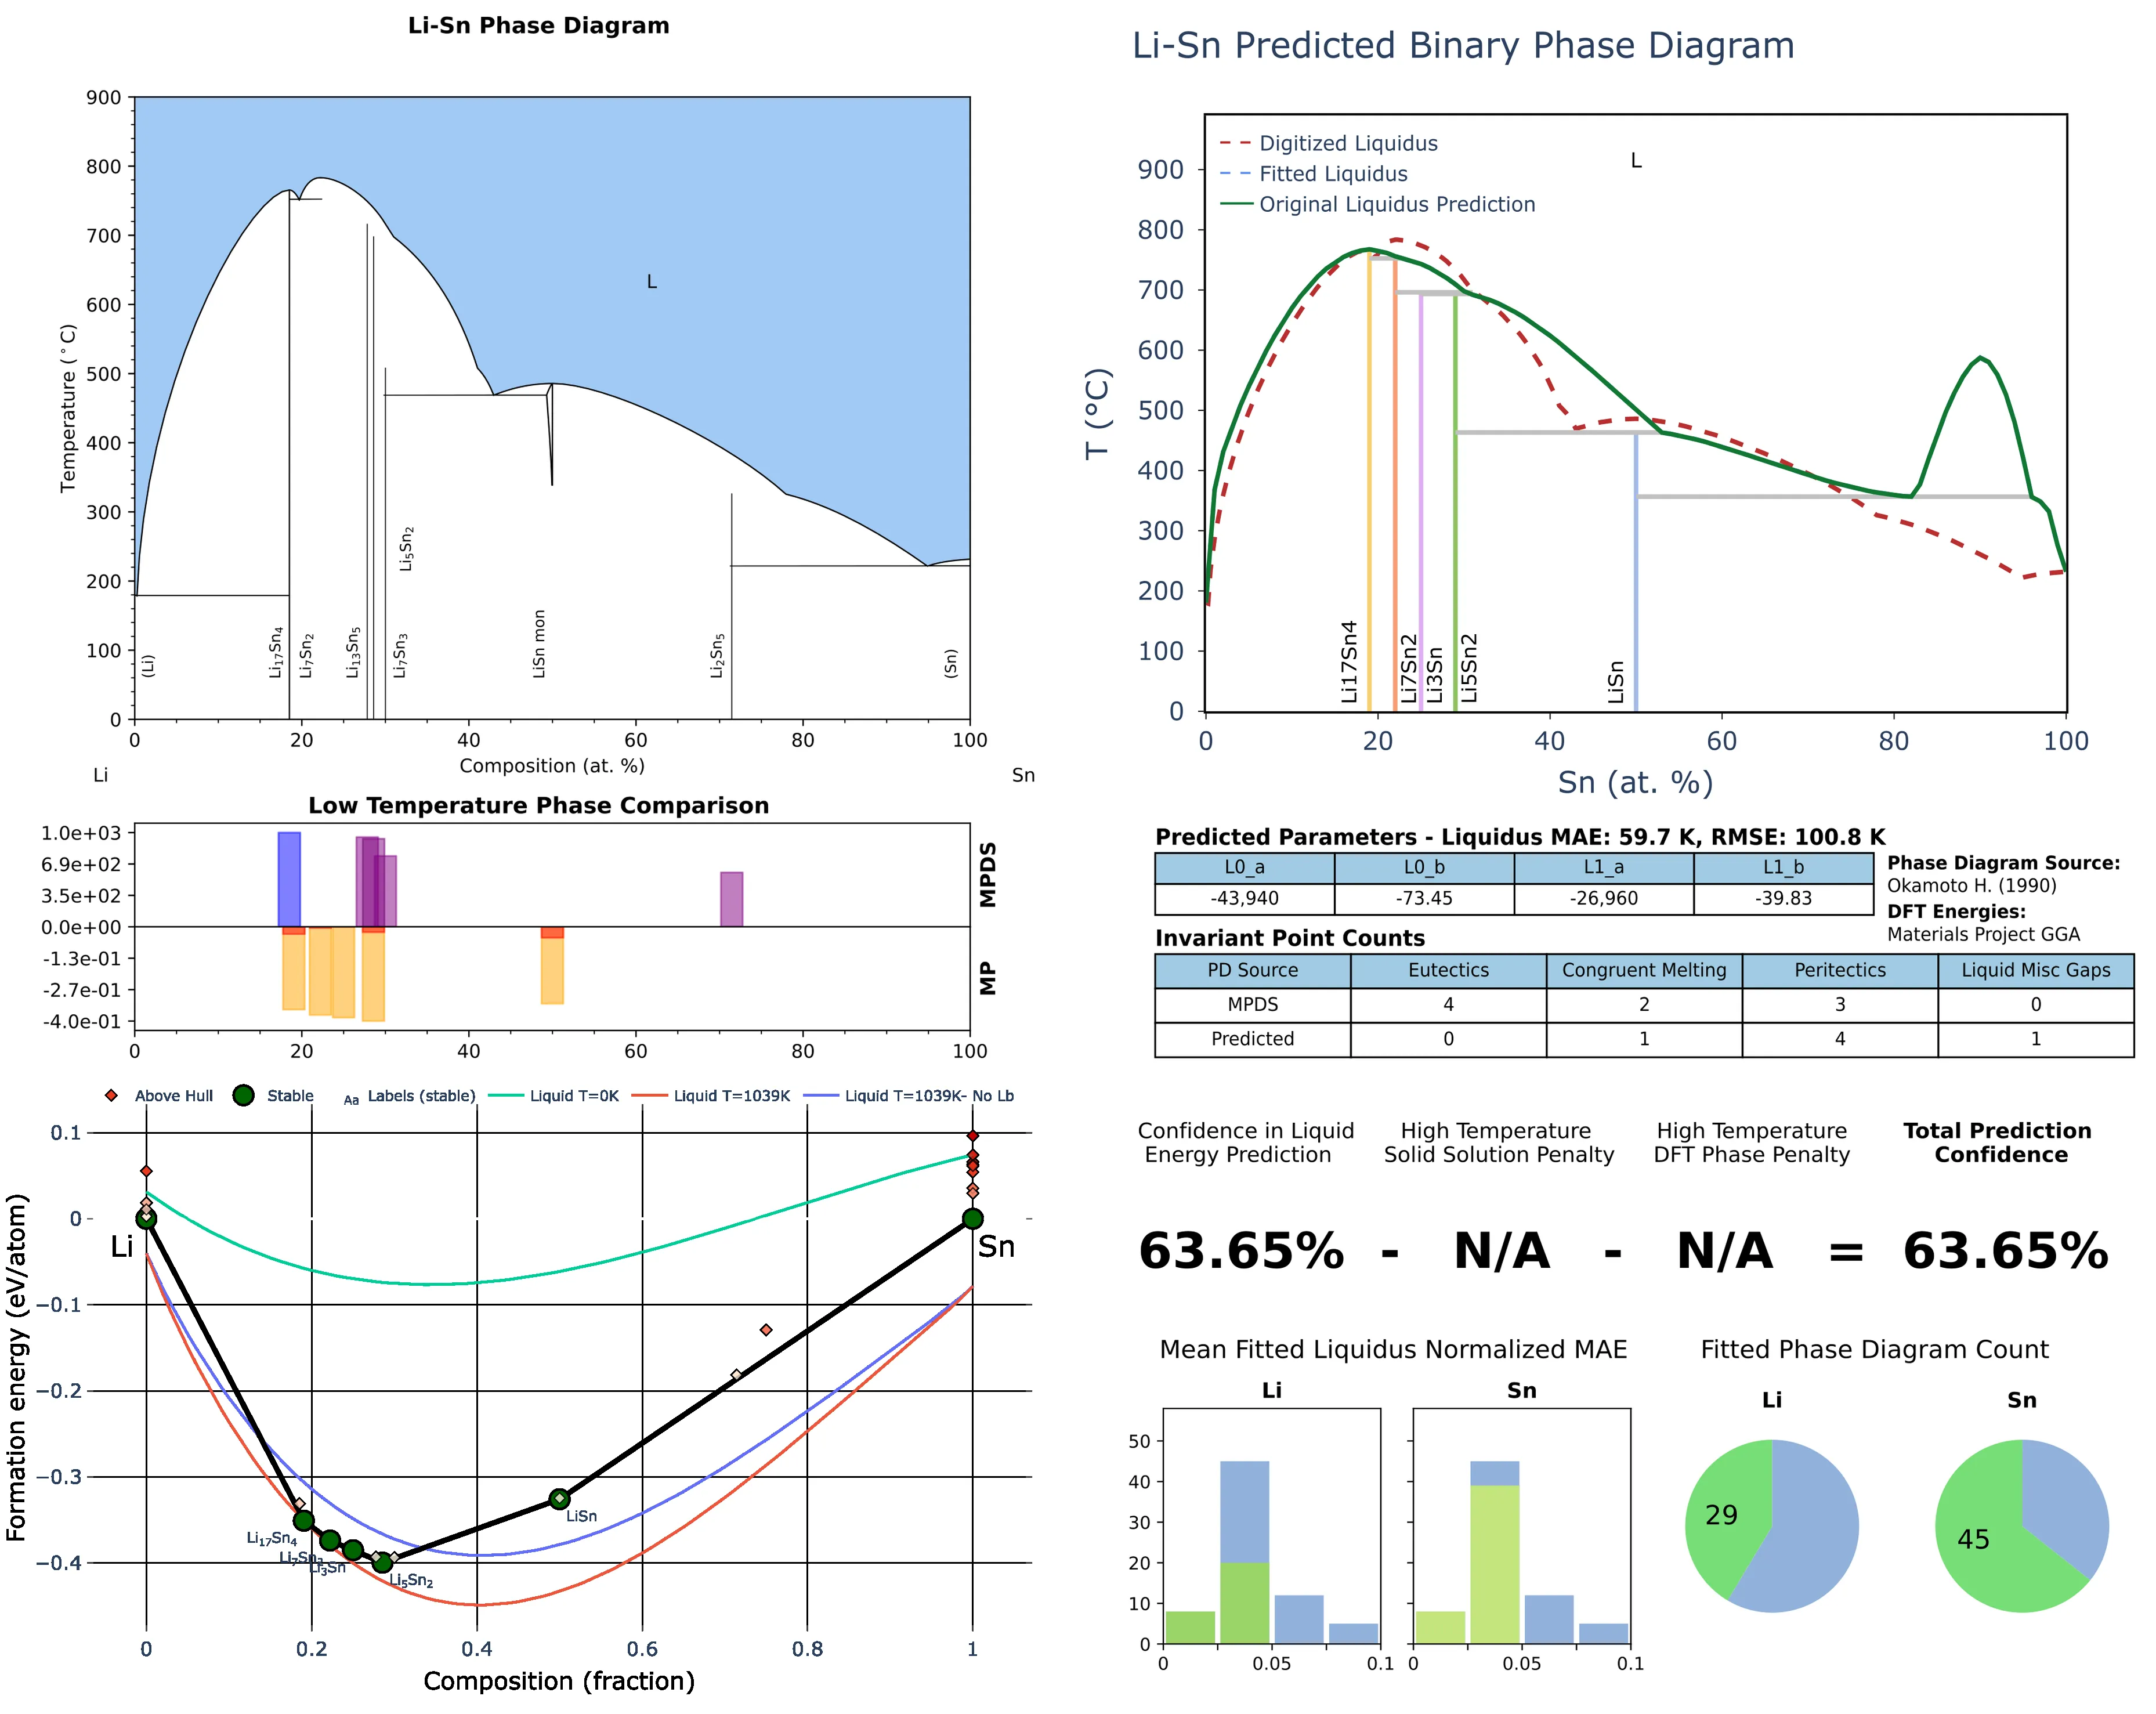 Li-Sn Phase Diagram
900
800
700
600
500
400
300
200
100
0
Temperature (°C)
L
(Li)
Li17Sn4
Li7Sn2
Li13Sn5
Li5Sn2
Li7Sn3
LiSn mon
Li2Sn5
(Sn)
0 20 40 60 80 100
Composition (at. %)
Li Sn
Low Temperature Phase Comparison
1.0e+03
6.9e+02
3.5e+02
0.0e+00
-1.3e-01
-2.7e-01
-4.0e-01
MPDS
MP
0 20 40 60 80 100
Above Hull Stable Aa Labels (stable) Liquid T=0K Liquid T=1039K Liquid T=1039K- No Lb
0.1
0
−0.1
−0.2
−0.3
−0.4
Formation energy (eV/atom)
Li
Sn
LiSn
Li17Sn4
Li7Sn2
Li3Sn
Li5Sn2
0 0.2 0.4 0.6 0.8 1
Composition (fraction)
Li-Sn Predicted Binary Phase Diagram
Digitized Liquidus
Fitted Liquidus
Original Liquidus Prediction
L
900
800
700
600
500
400
300
200
100
0
T (°C)
Li17Sn4
Li7Sn2
Li3Sn
Li5Sn2
LiSn
0 20 40 60 80 100
Sn (at. %)
Predicted Parameters - Liquidus MAE: 59.7 K, RMSE: 100.8 K
L0_a L0_b L1_a L1_b
-43,940 -73.45 -26,960 -39.83
Phase Diagram Source:
Okamoto H. (1990)
DFT Energies:
Materials Project GGA
Invariant Point Counts
PD Source Eutectics Congruent Melting Peritectics Liquid Misc Gaps
MPDS 4 2 3 0
Predicted 0 1 4 1
Confidence in Liquid
Energy Prediction
High Temperature
Solid Solution Penalty
High Temperature
DFT Phase Penalty
Total Prediction
Confidence
63.65% - N/A - N/A = 63.65%
Mean Fitted Liquidus Normalized MAE
Li Sn
50
40
30
20
10
0
0 0.05 0.1
0 0.05 0.1
Fitted Phase Diagram Count
Li Sn
29
45